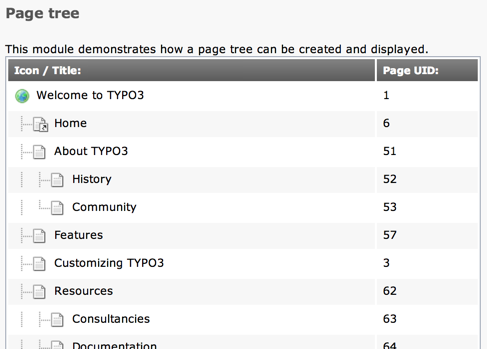 Page tree
This module demonstrates how a page tree can be created and displayed.
Icon / Title: Page UID:
Welcome to TYPO3 1
Home 6
About TYPO3 51
History 52
Community 53
Features 57
Customizing TYPO3 3
Resources 62
Consultancies 63
Documentation 64